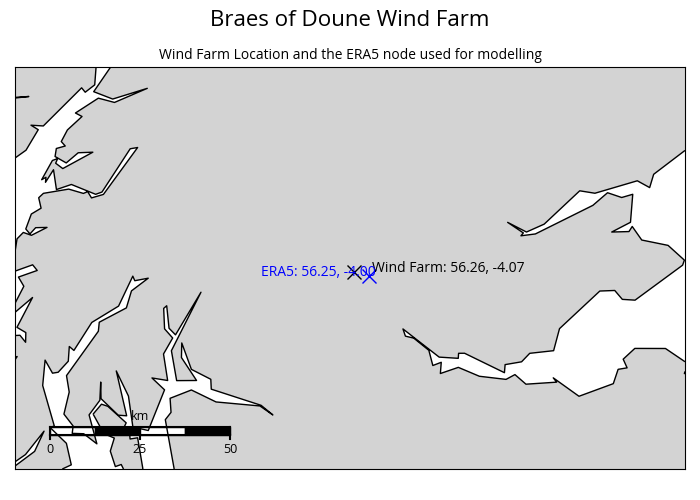 Braes of Doune Wind Farm
Wind Farm Location and the ERA5 node used for modelling
ERA5: 56.25, -4.00
Wind Farm: 56.26, -4.07
km
0 25 50